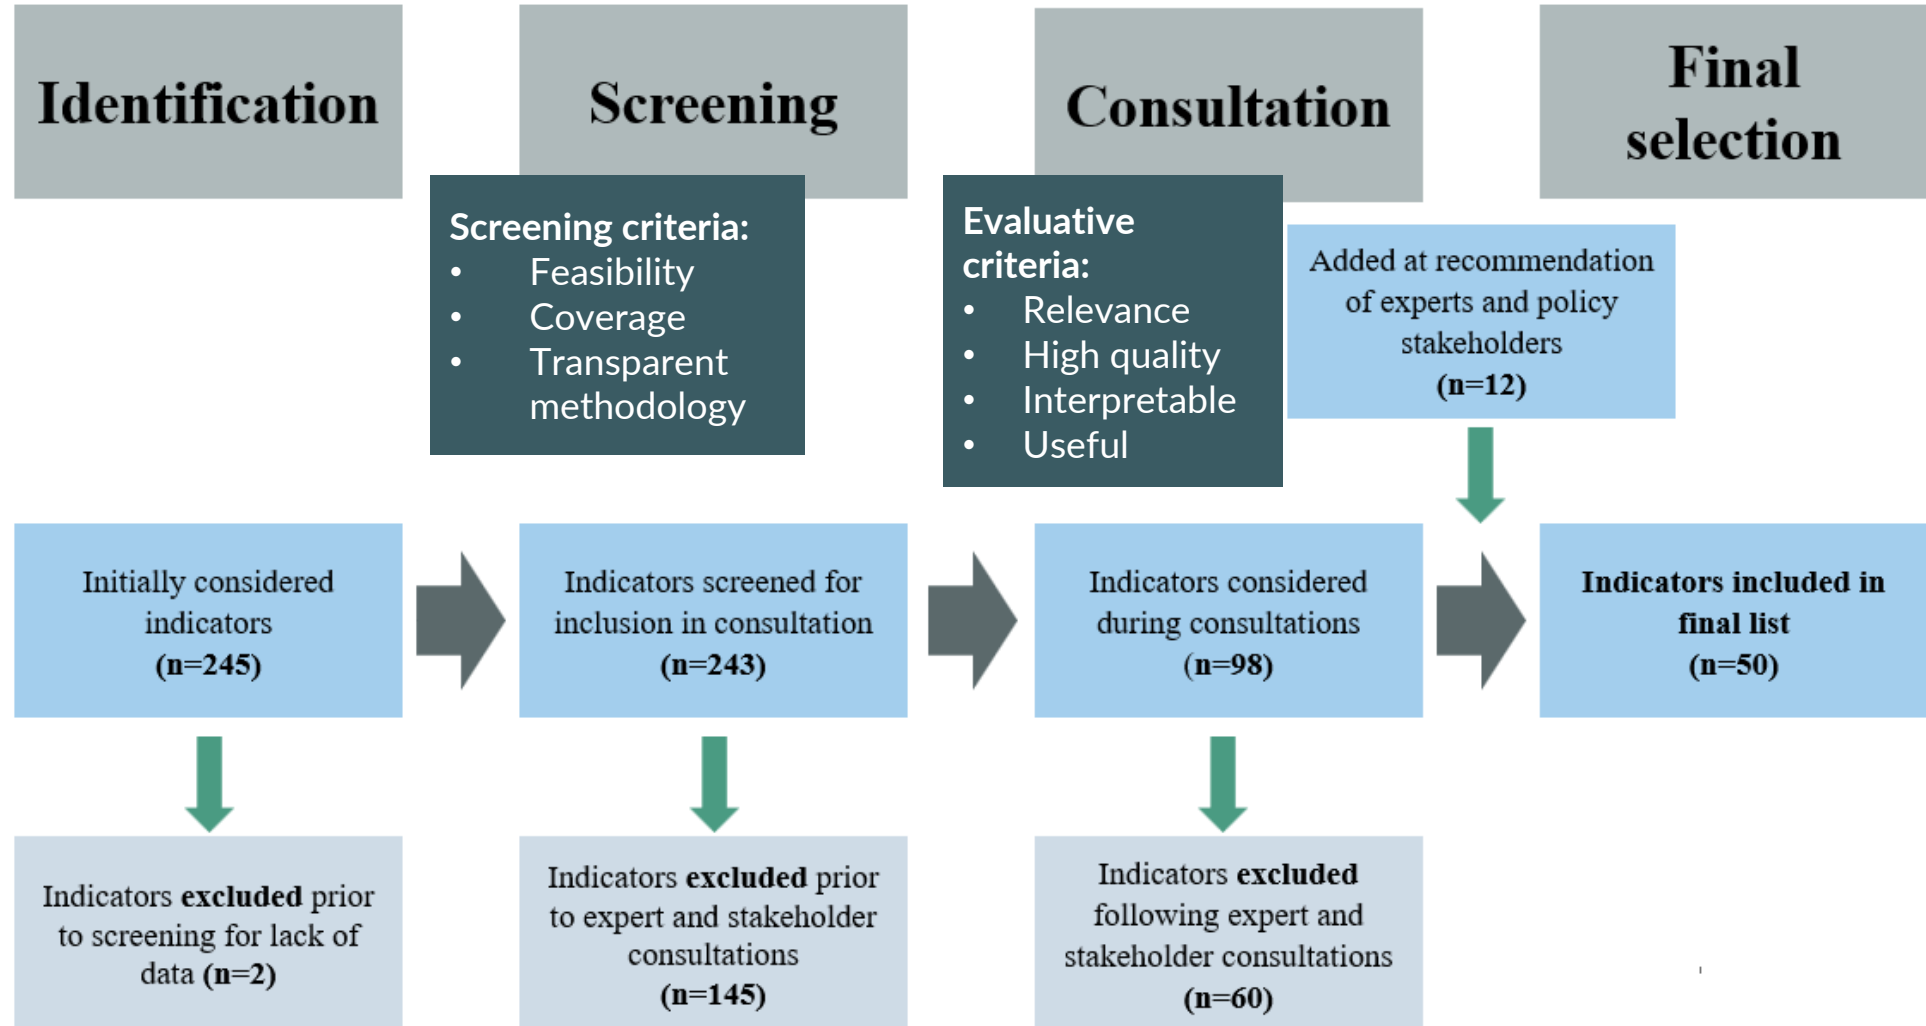 Identification
Screening
Consultation
Final
selection
Screening criteria:
• Feasibility
• Coverage
• Transparent
methodology
Evaluative
criteria:
• Relevance
• High quality
• Interpretable
• Useful
Added at recommendation
of experts and policy
stakeholders
(n=12)
Initially considered
indicators
(n=245)
Indicators screened for
inclusion in consultation
(n=243)
Indicators considered
during consultations
(n=98)
Indicators included in
final list
(n=50)
Indicators excluded prior
to screening for lack of
data (n=2)
Indicators excluded prior
to expert and stakeholder
consultations
(n=145)
Indicators excluded
following expert and
stakeholder consultations
(n=60)